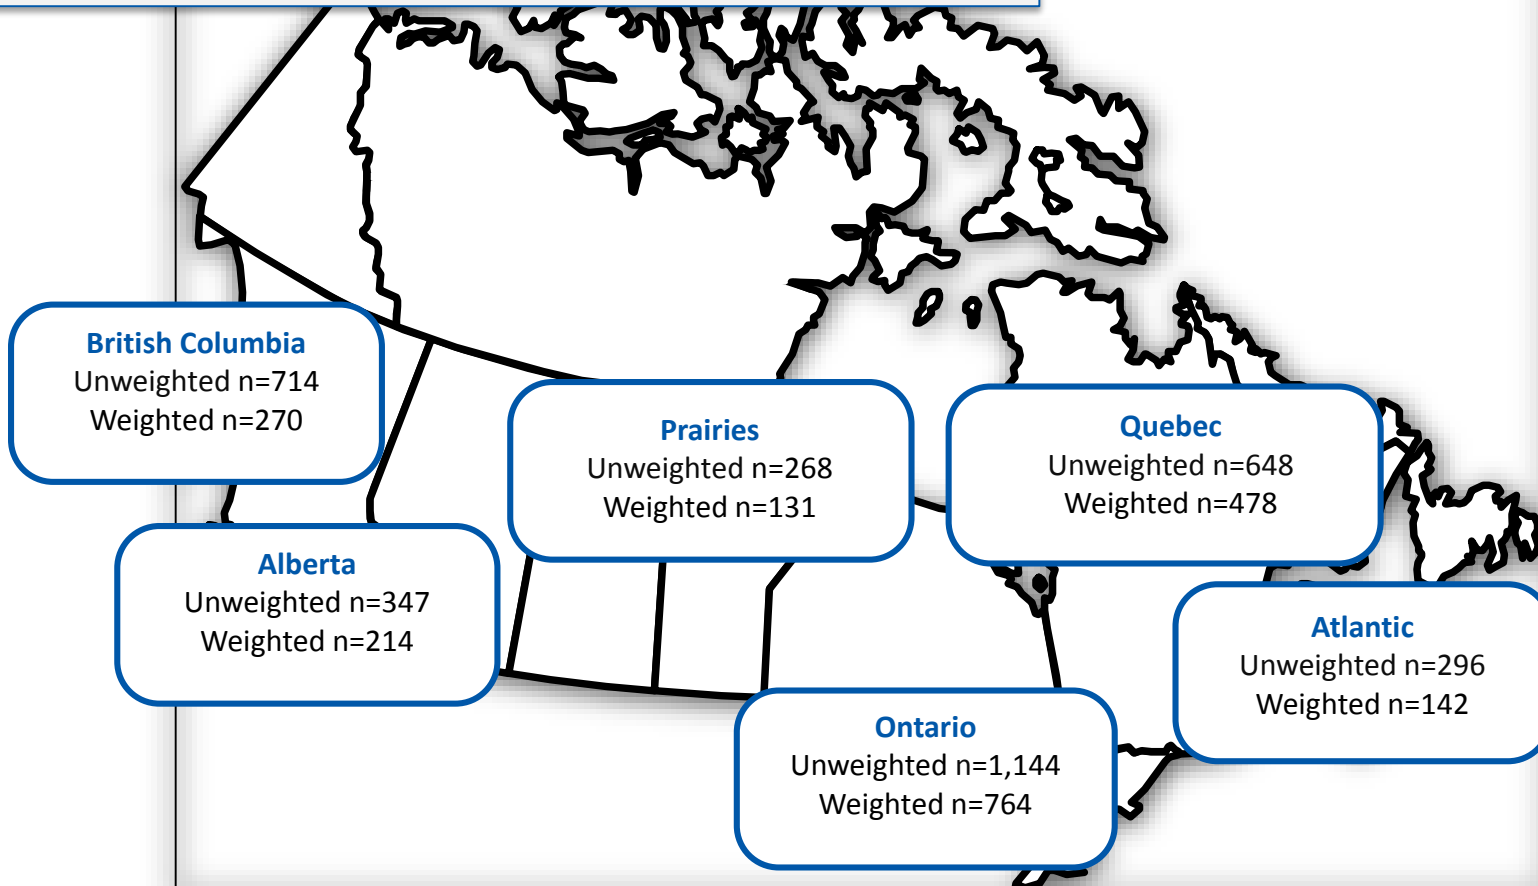 British Columbia
Unweighted n=714
Weighted n=270
Prairies
Unweighted n=268
Weighted n=131
Quebec
Unweighted n=648
Weighted n=478
Alberta
Unweighted n=347
Weighted n=214
Atlantic
Unweighted n=296
Weighted n=142
Ontario
Unweighted n=1,144
Weighted n=764